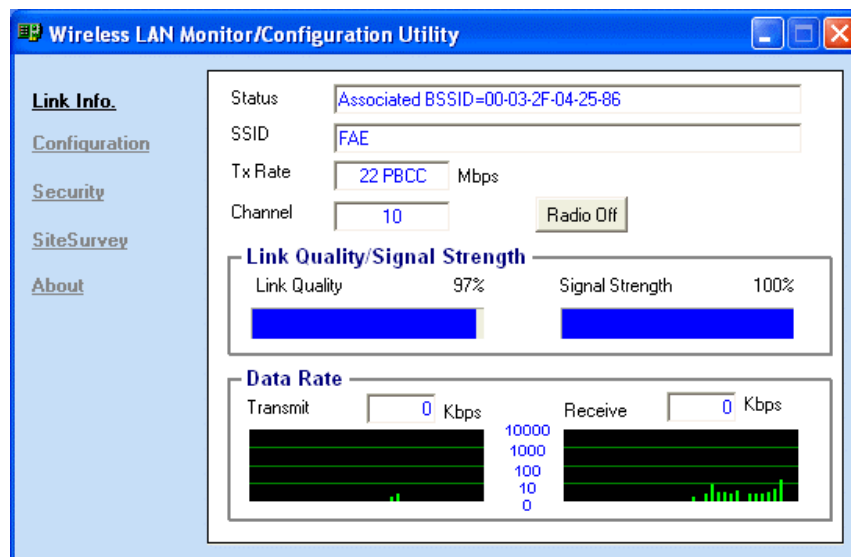 Wireless LAN Monitor/Configuration Utility
Link Info.
Configuration
Security
SiteSurvey
About
Status Associated BSSID=00-03-2F-04-25-86
SSID FAE
Tx Rate 22 PBCC Mbps
Channel 10 Radio Off
Link Quality/Signal Strength
Link Quality 97% Signal Strength 100%
Data Rate
Transmit 0 Kbps Receive 0 Kbps
10000
1000
100
10
0